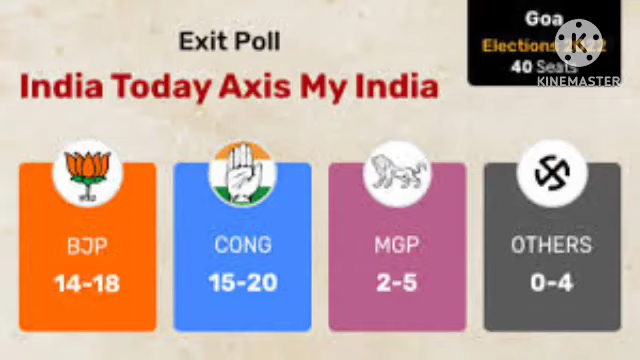 Exit Poll
India Today Axis My India
Goa
Elections 2022
40 Seats
KINEMASTER
BJP
14-18
CONG
15-20
MGP
2-5
OTHERS
0-4